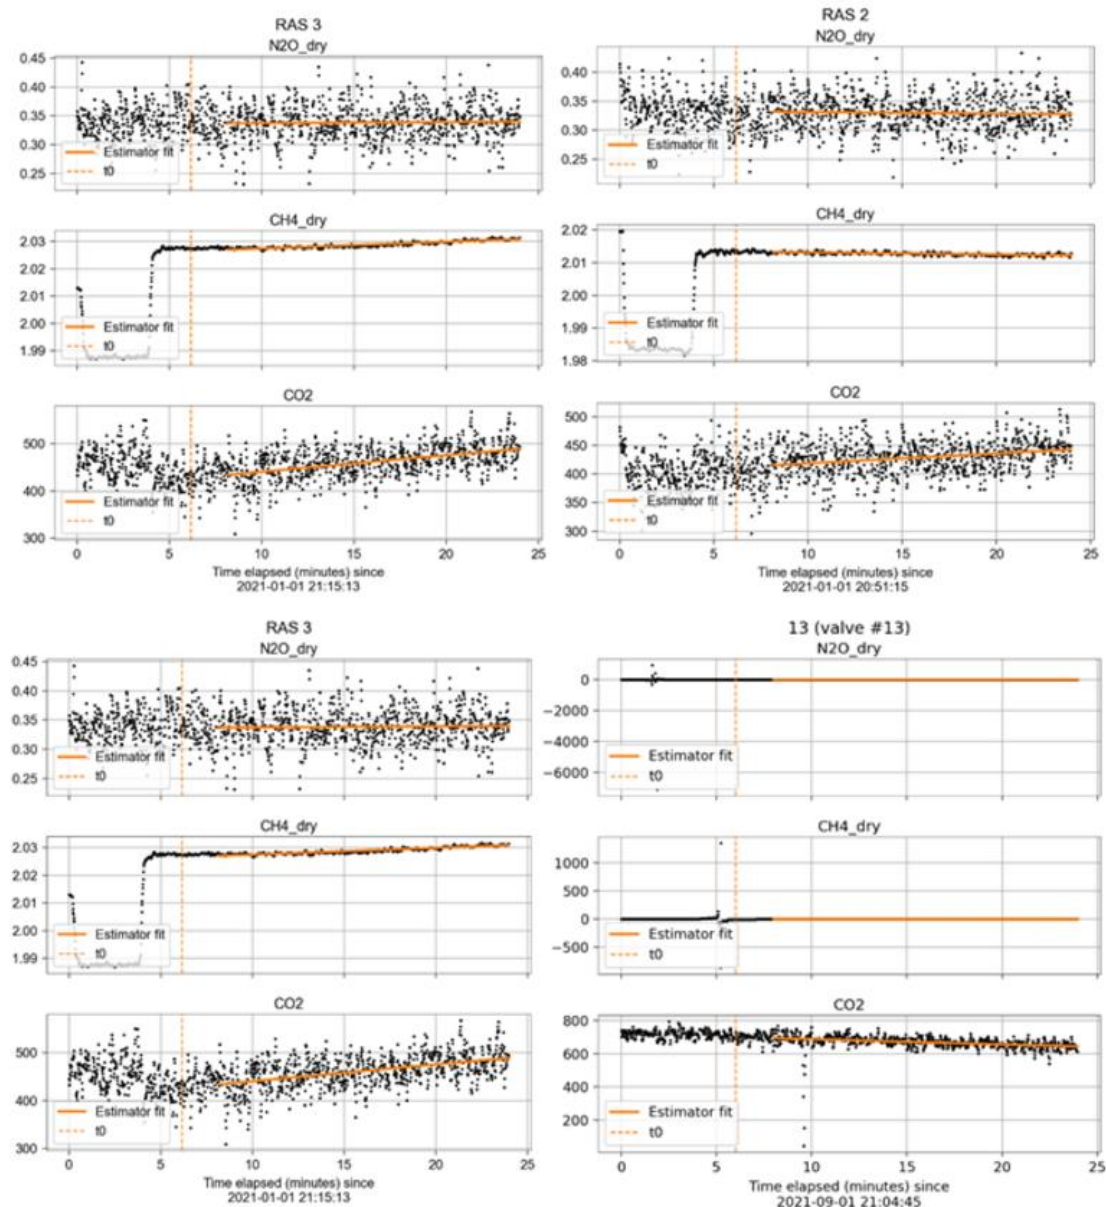 RAS 3
N2O_dry
0.45
0.40
0.35
0.30
0.25
Estimator fit
t0
CH4_dry
2.03
2.02
2.01
2.00
1.99
Estimator fit
t0
CO2
500
400
300
Estimator fit
t0
0 5 10 15 20 25
Time elapsed (minutes) since
2021-01-01 21:15:13
RAS 2
N2O_dry
0.40
0.35
0.30
0.25
Estimator fit
t0
CH4_dry
2.02
2.01
2.00
1.99
1.98
Estimator fit
t0
CO2
500
450
400
350
300
Estimator fit
t0
0 5 10 15 20 25
Time elapsed (minutes) since
2021-01-01 20:51:15
RAS 3
N2O_dry
0.45
0.40
0.35
0.30
0.25
Estimator fit
t0
CH4_dry
2.03
2.02
2.01
2.00
1.99
Estimator fit
t0
CO2
500
400
300
Estimator fit
t0
0 5 10 15 20 25
Time elapsed (minutes) since
2021-01-01 21:15:13
13 (valve #13)
N2O_dry
0
−2000
−4000
−6000
Estimator fit
t0
CH4_dry
1000
500
0
−500
Estimator fit
t0
CO2
800
600
400
200
Estimator fit
t0
0 5 10 15 20 25
Time elapsed (minutes) since
2021-09-01 21:04:45